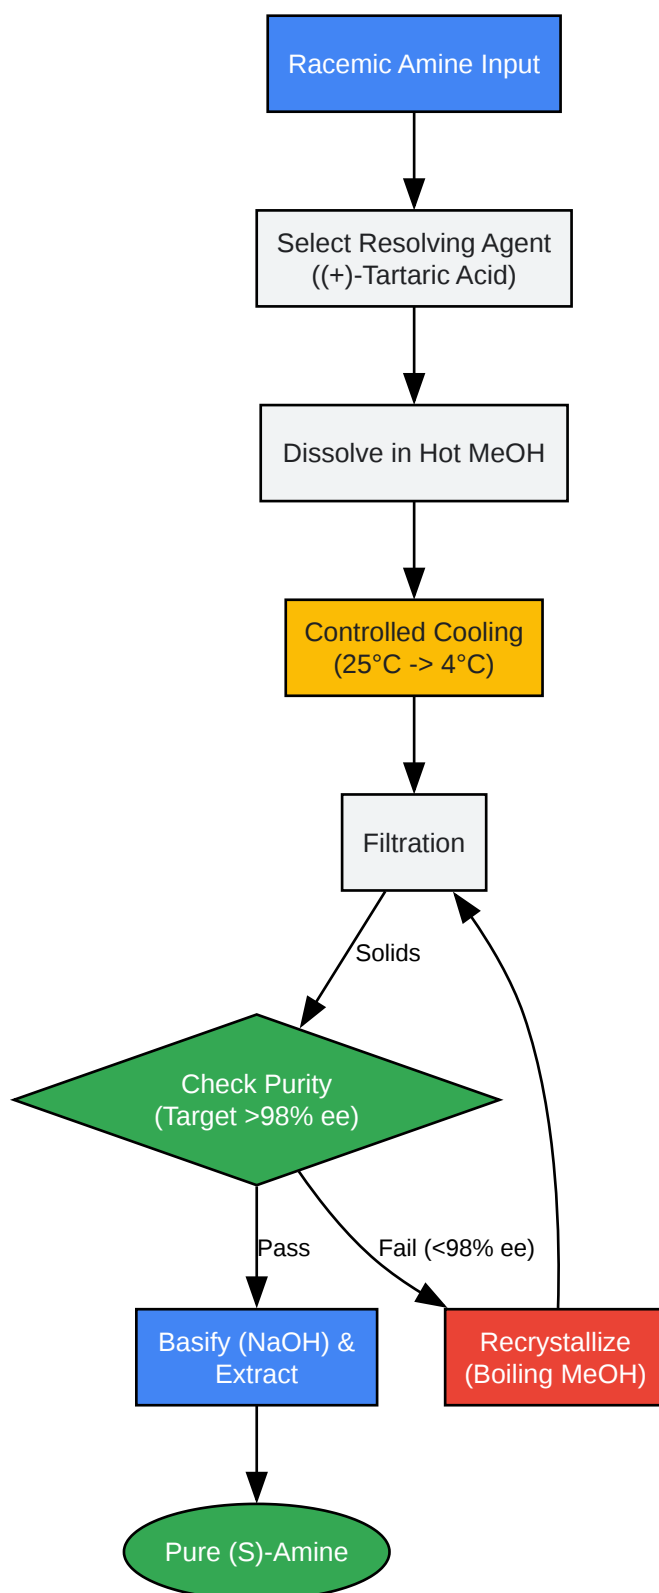 Racemic Amine Input
Select Resolving Agent
((+)-Tartaric Acid)
Dissolve in Hot MeOH
Controlled Cooling
(25°C -> 4°C)
Filtration
Solids
Check Purity
(Target >98% ee)
Pass
Fail (<98% ee)
Basify (NaOH) &
Extract
Recrystallize
(Boiling MeOH)
Pure (S)-Amine